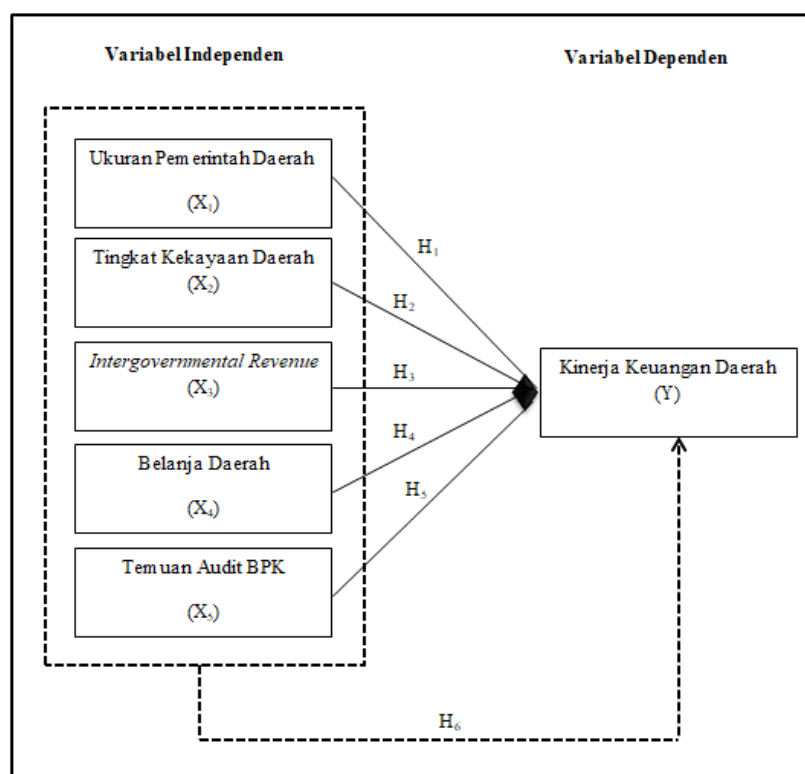 Variabel Independen
Variabel Dependen
Ukuran Pemerintah Daerah
(X₁)
H₁
Tingkat Kekayaan Daerah
(X₂)
H₂
Intergovernmental Revenue
(X₃)
H₃
Kinerja Keuangan Daerah
(Y)
H₄
Belanja Daerah
(X₄)
H₅
Temuan Audit BPK
(X₅)
H₆